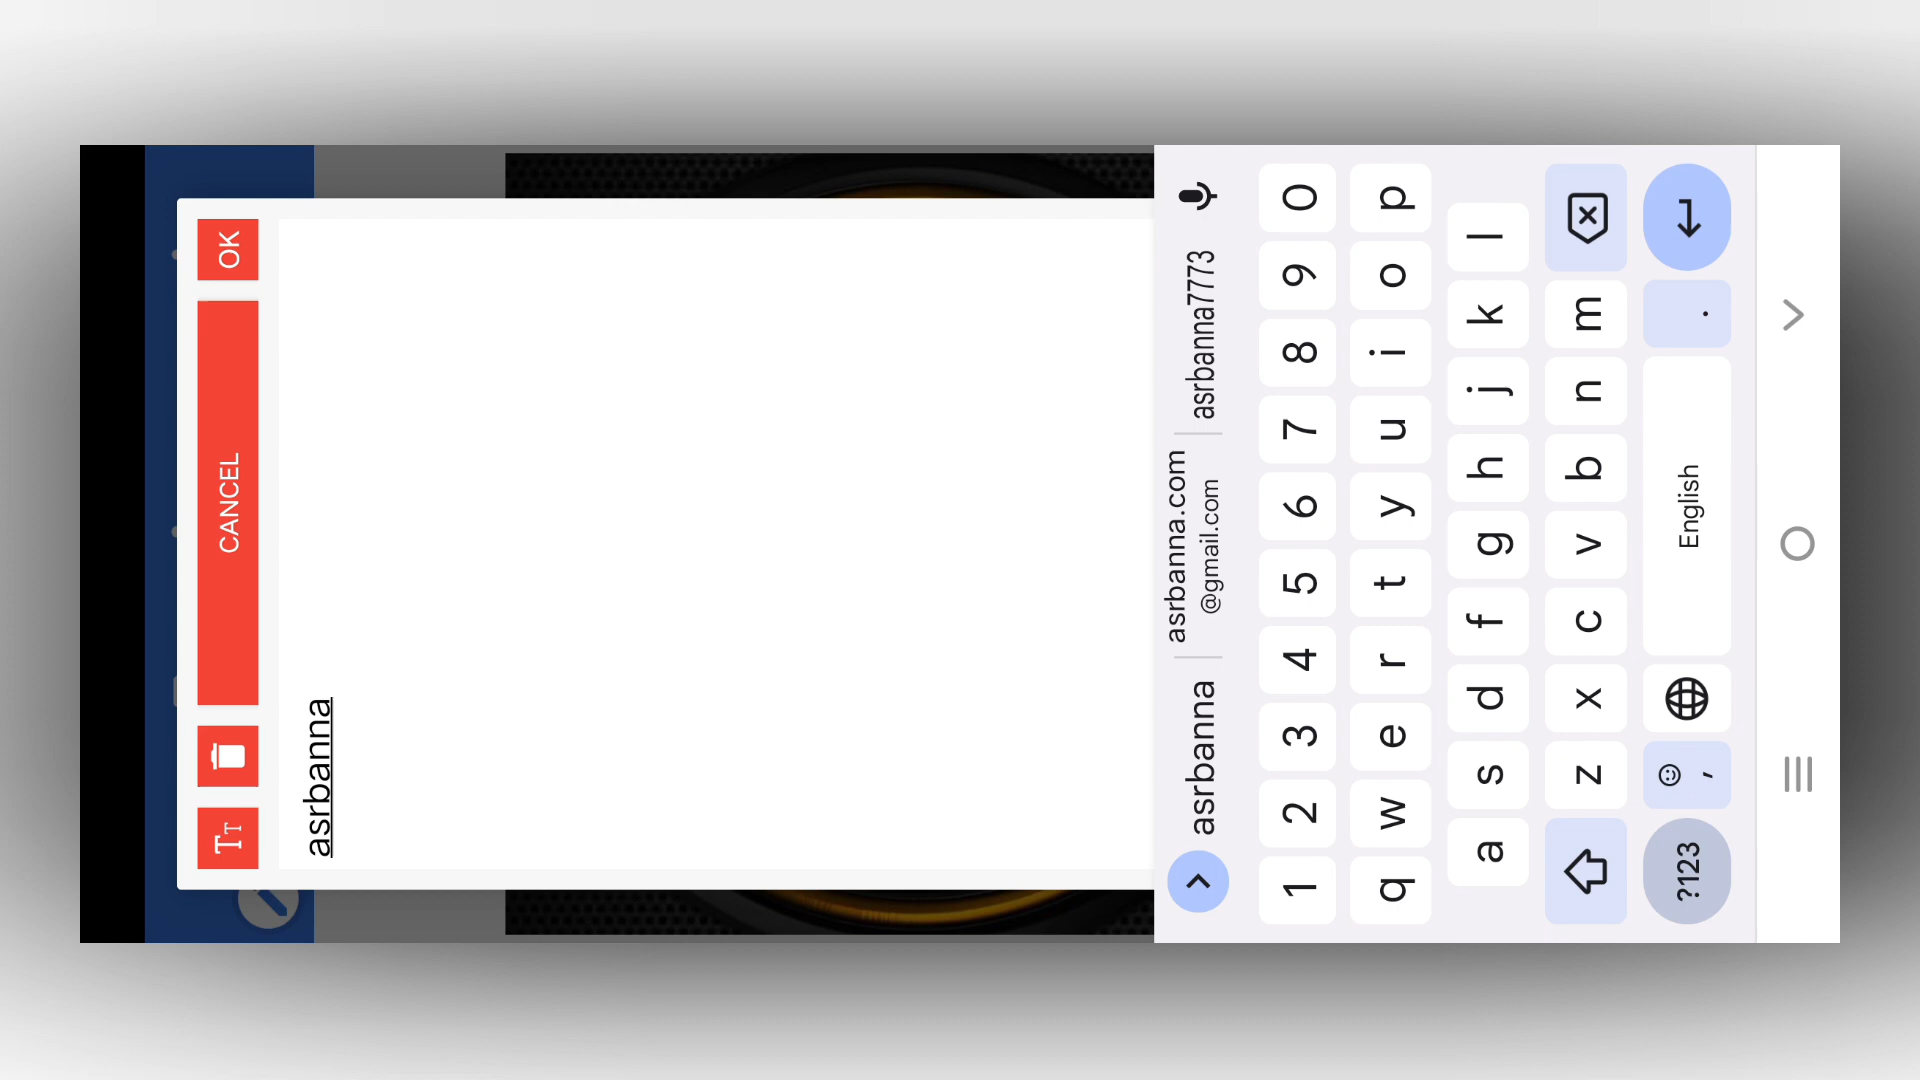 Tt CANCEL OK
asrbanna
asrbanna asrbanna.com asrbanna7773
@gmail.com
1 2 3 4 5 6 7 8 9 0
q w e r t y u i o p
a s d f g h j k l
z x c v b n m
?123 , English .